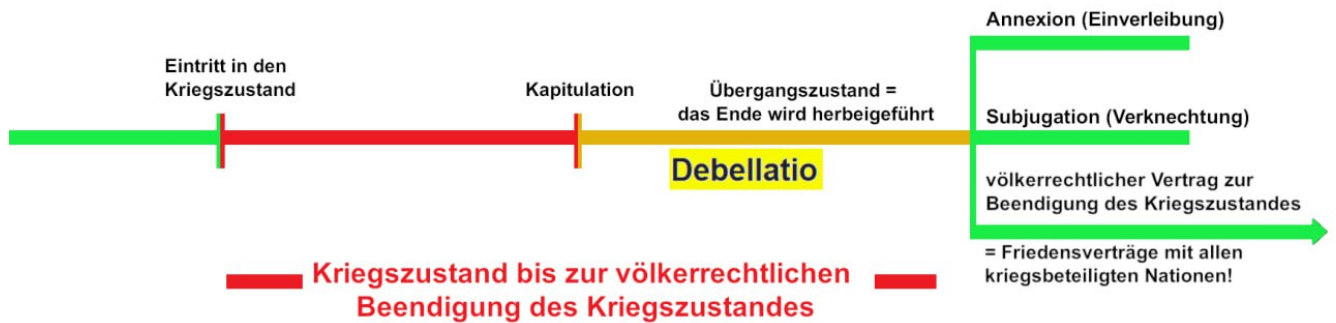 Annexion (Einverleibung)
Eintritt in den
Kriegszustand
Kapitulation
Übergangszustand =
das Ende wird herbeigeführt
Subjugation (Verknechtung)
Debellatio
völkerrechtlicher Vertrag zur
Beendigung des Kriegszustandes
= Friedensverträge mit allen
kriegsbeteiligten Nationen!
Kriegszustand bis zur völkerrechtlichen
Beendigung des Kriegszustandes